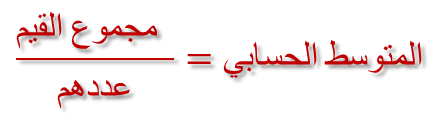 المتوسط الحسابي =
مجموع القيم
عددهم